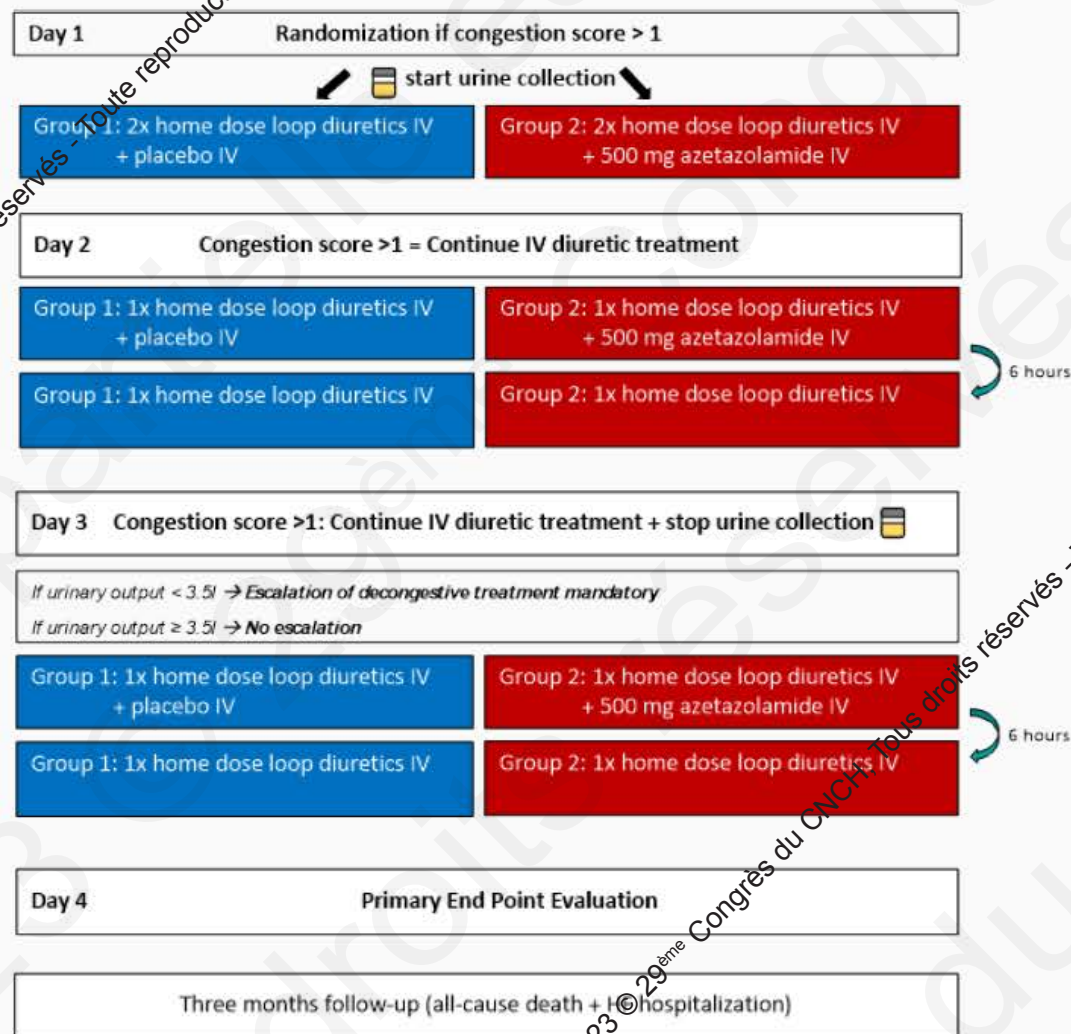 Day 1 Randomization if congestion score > 1
start urine collection
Group 1: 2x home dose loop diuretics IV
+ placebo IV
Group 2: 2x home dose loop diuretics IV
+ 500 mg azetazolamide IV
Day 2 Congestion score >1 = Continue IV diuretic treatment
Group 1: 1x home dose loop diuretics IV
+ placebo IV
Group 2: 1x home dose loop diuretics IV
+ 500 mg azetazolamide IV
6 hours
Group 1: 1x home dose loop diuretics IV
Group 2: 1x home dose loop diuretics IV
Day 3 Congestion score >1: Continue IV diuretic treatment + stop urine collection
If urinary output < 3.5l → Escalation of decongestive treatment mandatory
If urinary output ≥ 3.5l → No escalation
Group 1: 1x home dose loop diuretics IV
+ placebo IV
Group 2: 1x home dose loop diuretics IV
+ 500 mg azetazolamide IV
6 hours
Group 1: 1x home dose loop diuretics IV
Group 2: 1x home dose loop diuretics IV
Day 4 Primary End Point Evaluation
Three months follow-up (all-cause death + hospitalization)
réservés - Toute
23 © 29ème Congrès du CNCH, Tous droits réservés -